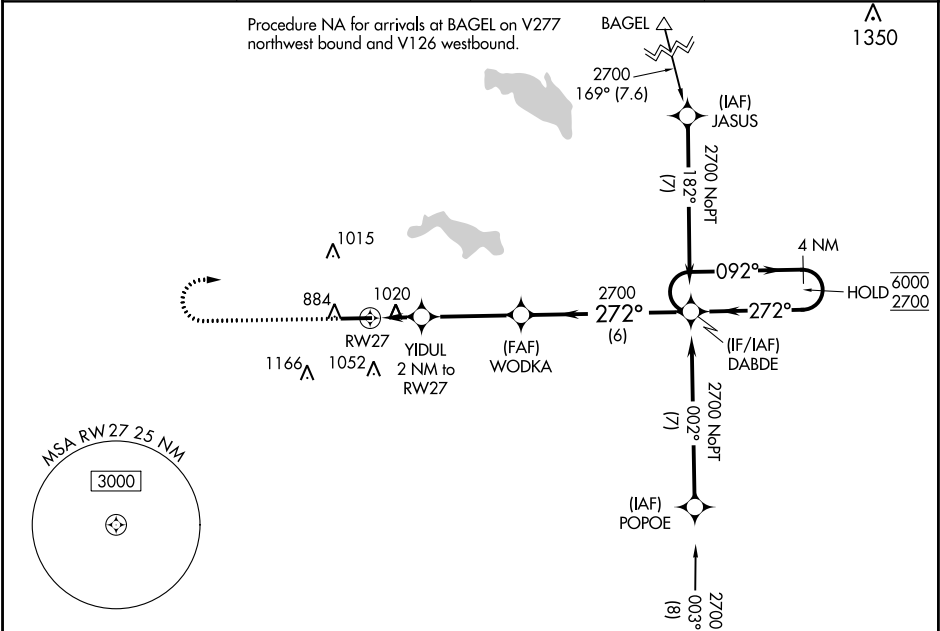 Procedure NA for arrivals at BAGEL on V277
northwest bound and V126 westbound.
BAGEL
1350
2700
169° (7.6)
(IAF)
JASUS
2700 NoPT
182°
(7)
4 NM
092°
HOLD
6000
2700
272°
1015
884
1020
2700
272°
(6)
RW27
YIDUL
2 NM to
RW27
(FAF)
WODKA
(IF/IAF)
DABDE
1166
1052
2700 NoPT
002°
(7)
MSA RW27 25 NM
3000
(IAF)
POPOE
2700
003°
(8)